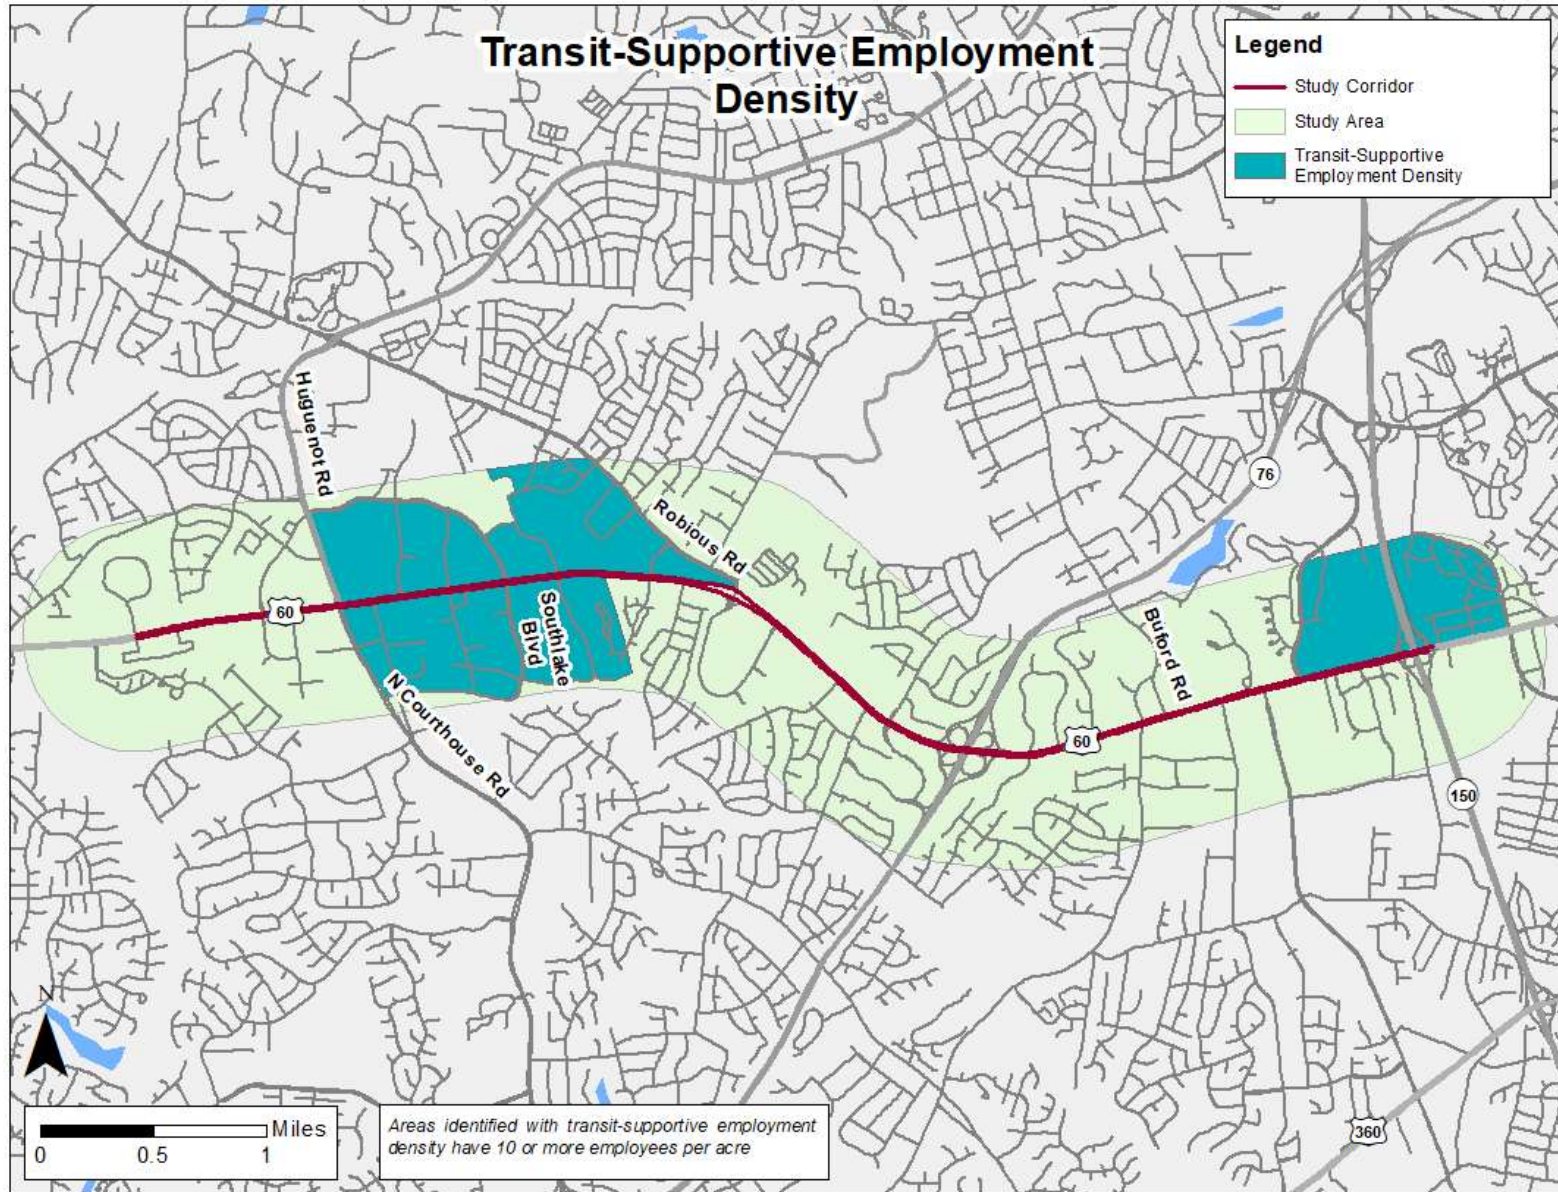 Transit-Supportive Employment
Density
Legend
Study Corridor
Study Area
Transit-Supportive
Employment Density
Huguenot Rd
Robious Rd
76
60
Southlake
Blvd
Buford Rd
N Courthouse Rd
60
150
N
Miles
0 0.5 1
Areas identified with transit-supportive employment
density have 10 or more employees per acre
360